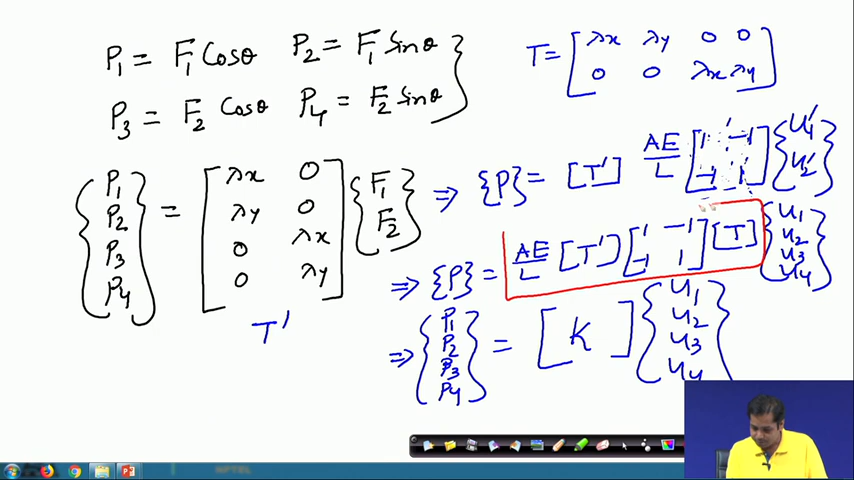 P1 = F1 Cosθ P2 = F1 Sinθ
P3 = F2 Cosθ P4 = F2 Sinθ
T = [λx λy 0 0
0 0 λx λy]
{P1 P2 P3 P4} = [λx 0
λy 0
0 λx
0 λy] {F1 F2}
T'
⇒ {P} = [T'] AE/L [1 -1
-1 1] {u1' u2'}
⇒ {P} = AE/L [T'] [1 -1
-1 1] [T] {u1 u2 u3 u4}
⇒ {P1 P2 P3 P4} = [K] {u1 u2 u3 u4}
NPTEL